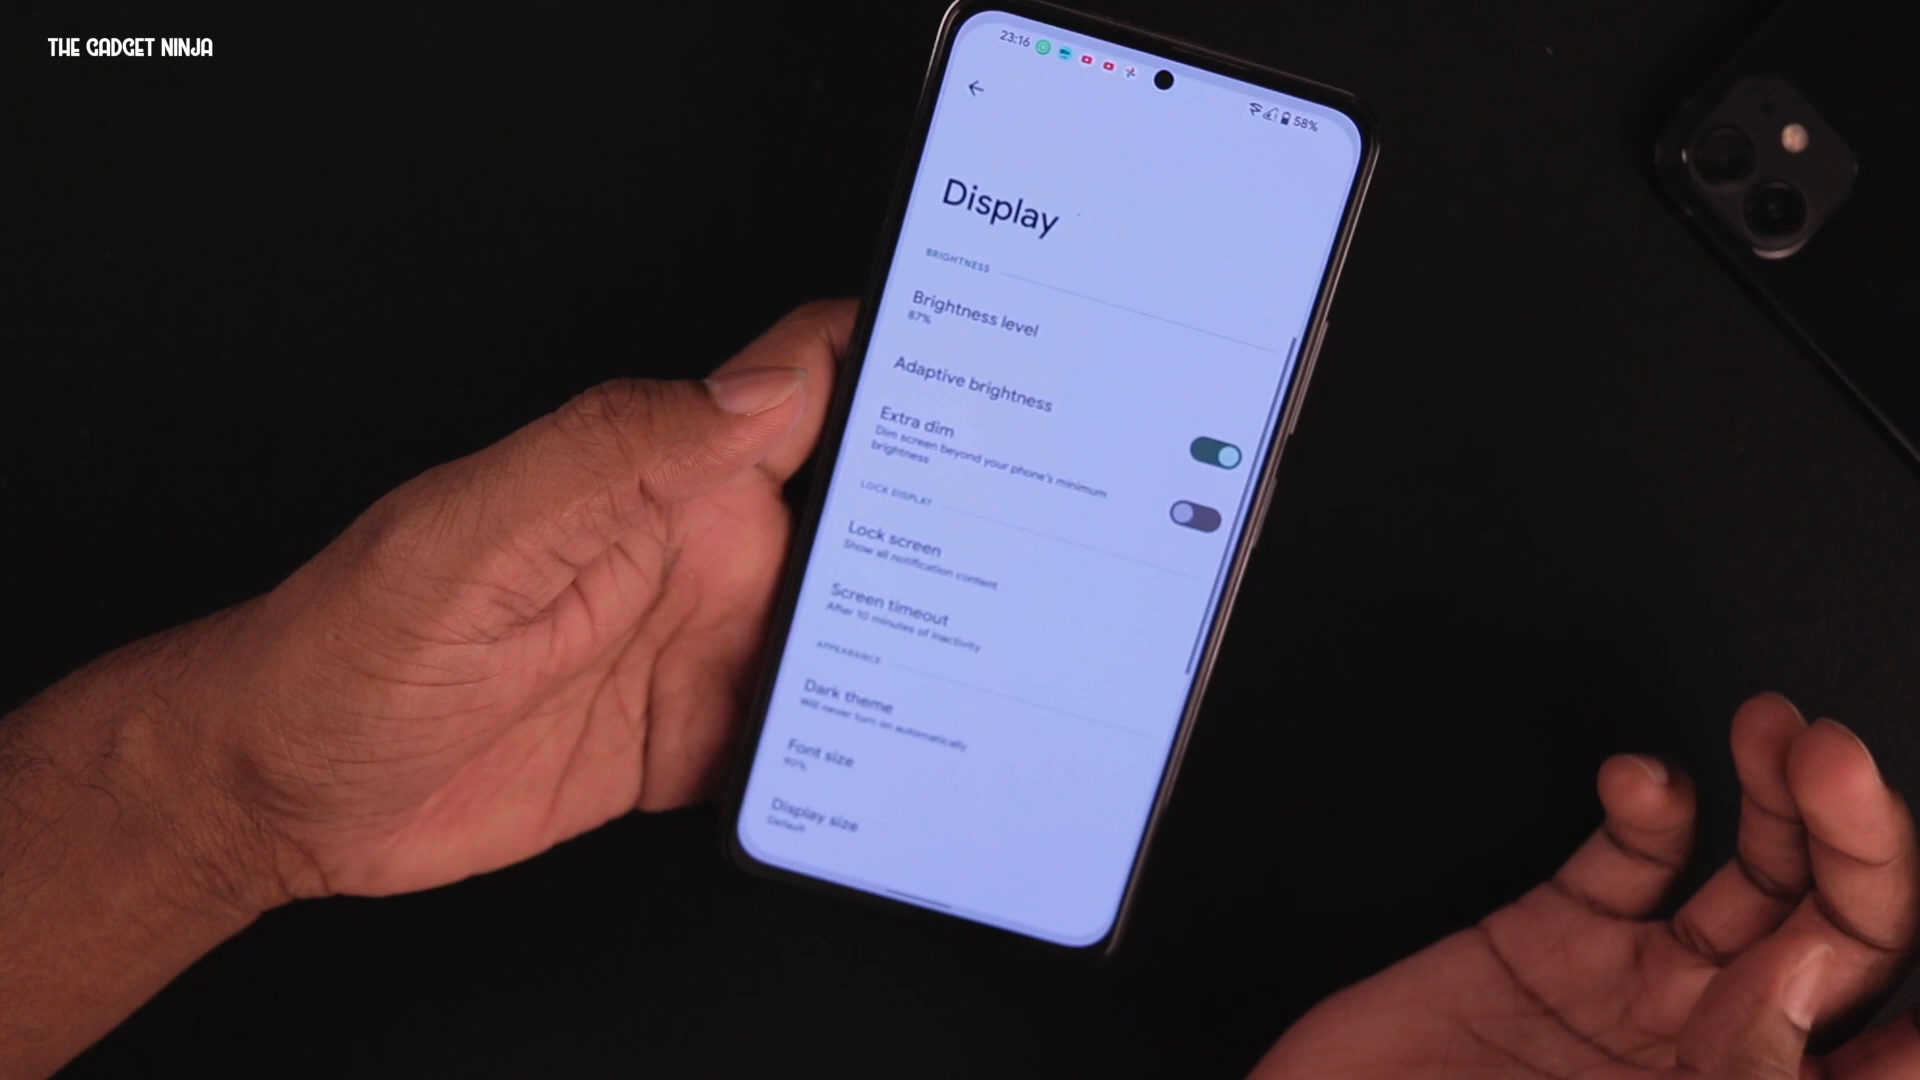 THE GADGET NINJA
23:16
58%
Display
BRIGHTNESS
Brightness level
87%
Adaptive brightness
Extra dim
Dim screen beyond your phone's minimum
brightness
LOCK DISPLAY
Lock screen
Show all notification content
Screen timeout
After 10 minutes of inactivity
APPEARANCE
Dark theme
Will never turn on automatically
Font size
90%
Display size
Default